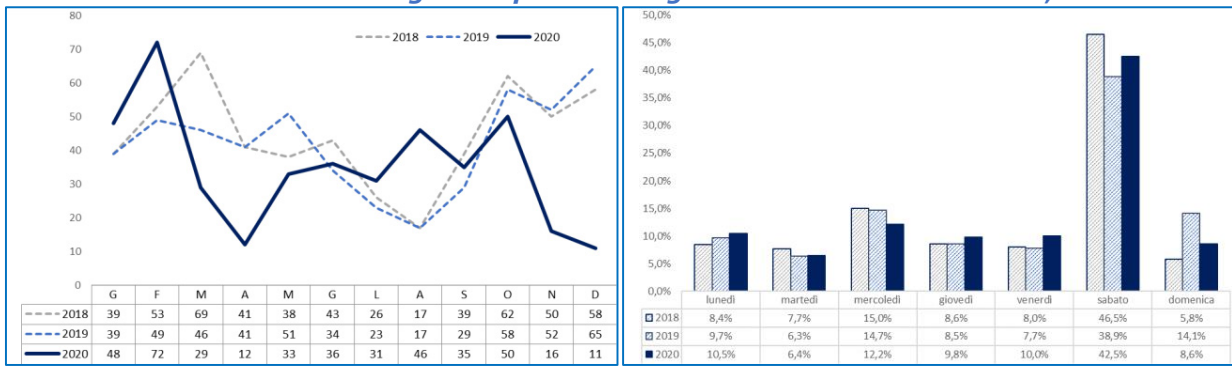 80
70
60
50
40
30
20
10
0
2018 2019 2020
G F M A M G L A S O N D
2018 39 53 69 41 38 43 26 17 39 62 50 58
2019 39 49 46 41 51 34 23 17 29 58 52 65
2020 48 72 29 12 33 36 31 46 35 50 16 11
50,0%
45,0%
40,0%
35,0%
30,0%
25,0%
20,0%
15,0%
10,0%
5,0%
0,0%
lunedì martedì mercoledì giovedì venerdì sabato domenica
2018 8,4% 7,7% 15,0% 8,6% 8,0% 46,5% 5,8%
2019 9,7% 6,3% 14,7% 8,5% 7,7% 38,9% 14,1%
2020 10,5% 6,4% 12,2% 9,8% 10,0% 42,5% 8,6%